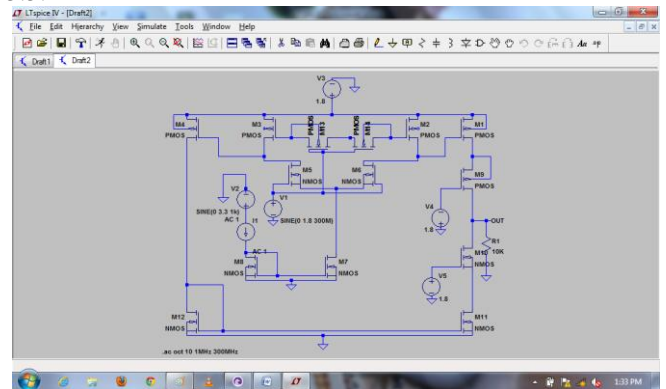 LTspice IV - [Draft2]
File Edit Hierarchy View Simulate Tools Window Help
Draft1 Draft2
V3
1.8
M4
PMOS
M3
PMOS
M13
PMOS
M14
PMOS
M2
PMOS
M1
PMOS
M5
NMOS
M6
NMOS
M9
PMOS
V2
SINE(0 3.3 1k)
AC 1
V1
SINE(0 1.8 300M)
V4
1.8
OUT
I1
AC 1
R1
10K
M8
NMOS
M7
NMOS
M10
NMOS
V5
1.8
M12
NMOS
M11
NMOS
.ac oct 10 1MHz 300MHz
1:33 PM